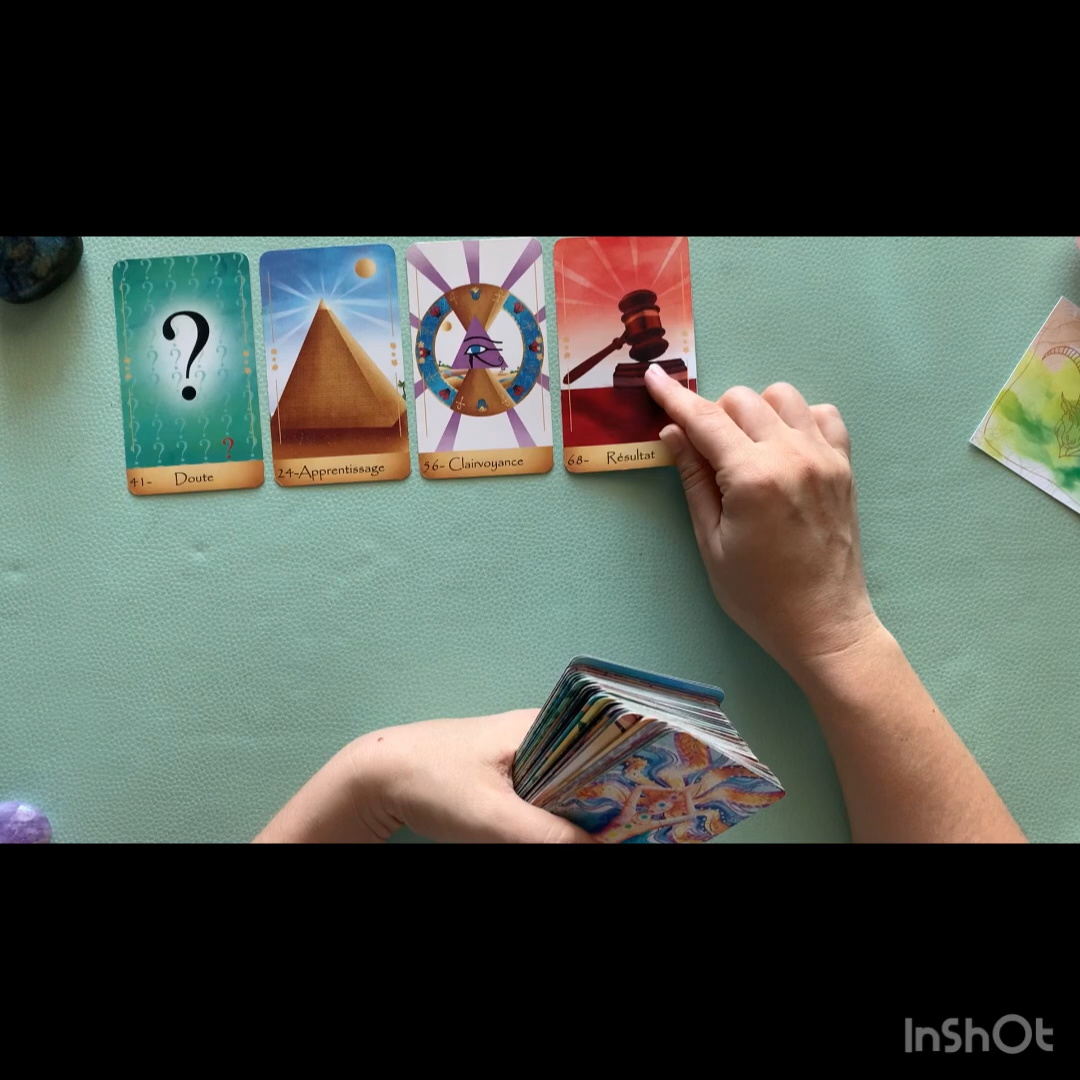 ?
?
41- Doute
24-Apprentissage
56- Clairvoyance
68- Résultat
InShOt